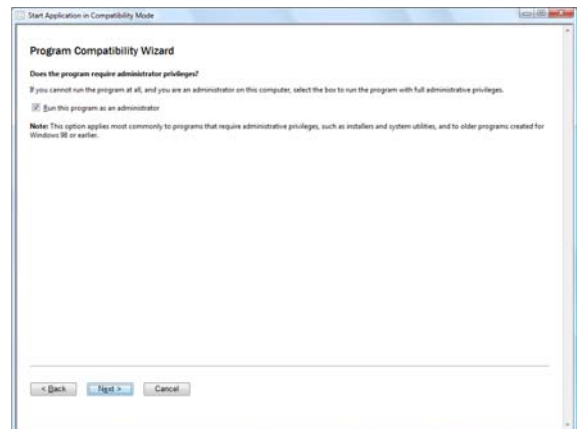 Start Application in Compatibility Mode
Program Compatibility Wizard
Does the program require administrator privileges?
If you cannot run the program at all, and you are an administrator on this computer, select the box to run the program with full administrative privileges.
Run this program as an administrator
Note: This option applies most commonly to programs that require administrative privileges, such as installers and system utilities, and to older programs created for
Windows 98 or earlier.
< Back
Next >
Cancel